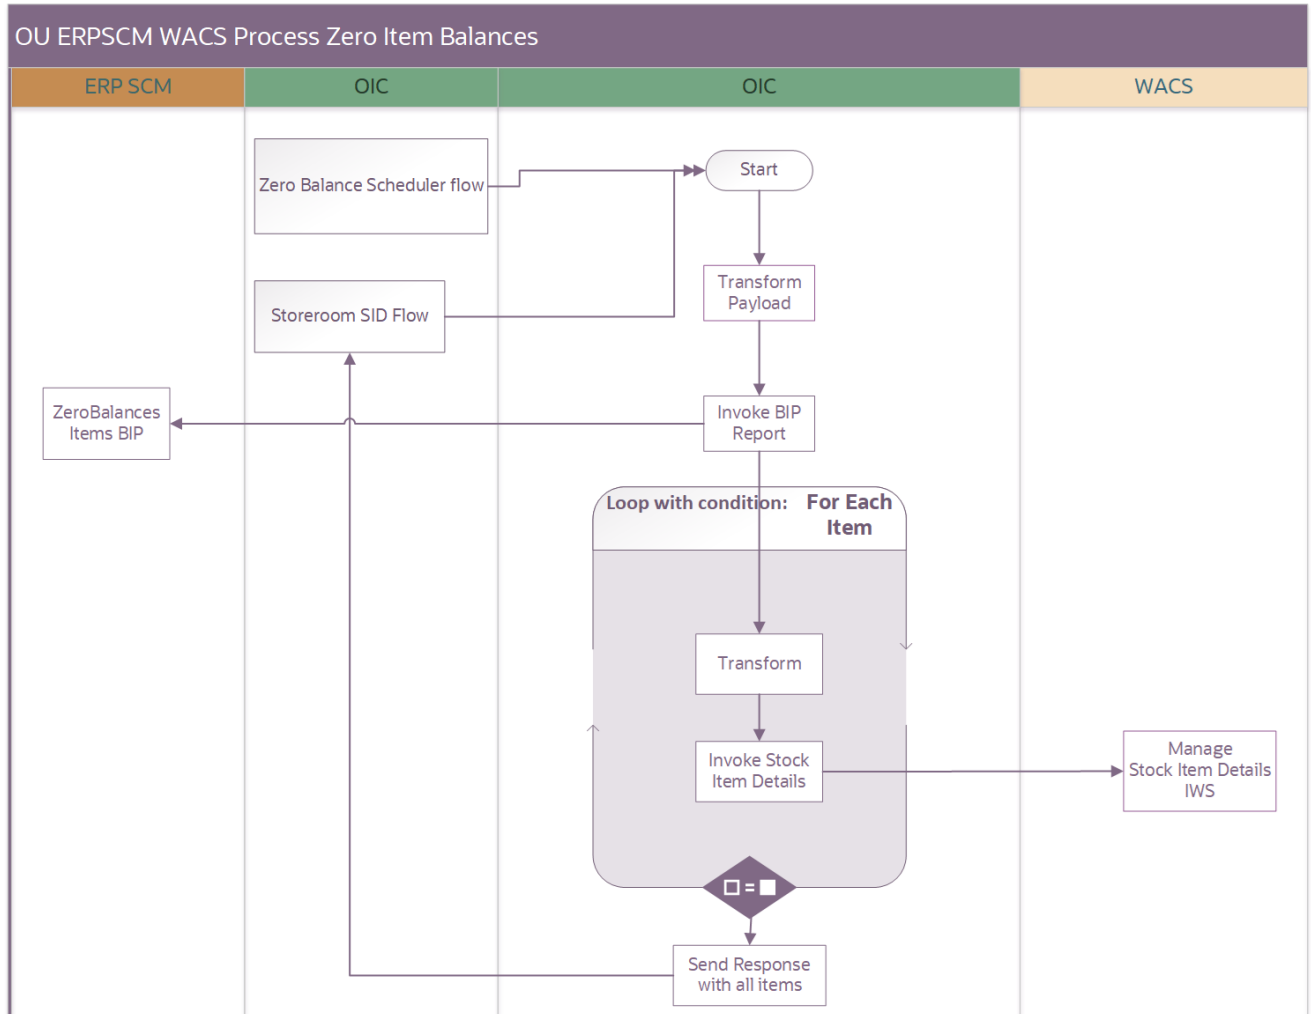 OU ERPSCM WACS Process Zero Item Balances
ERP SCM
OIC
OIC
WACS
Zero Balance Scheduler flow
Start
Transform
Payload
Storeroom SID Flow
ZeroBalances
Items BIP
Invoke BIP
Report
Loop with condition:
For Each
Item
Transform
Invoke Stock
Item Details
Manage
Stock Item Details
IWS
=
Send Response
with all items